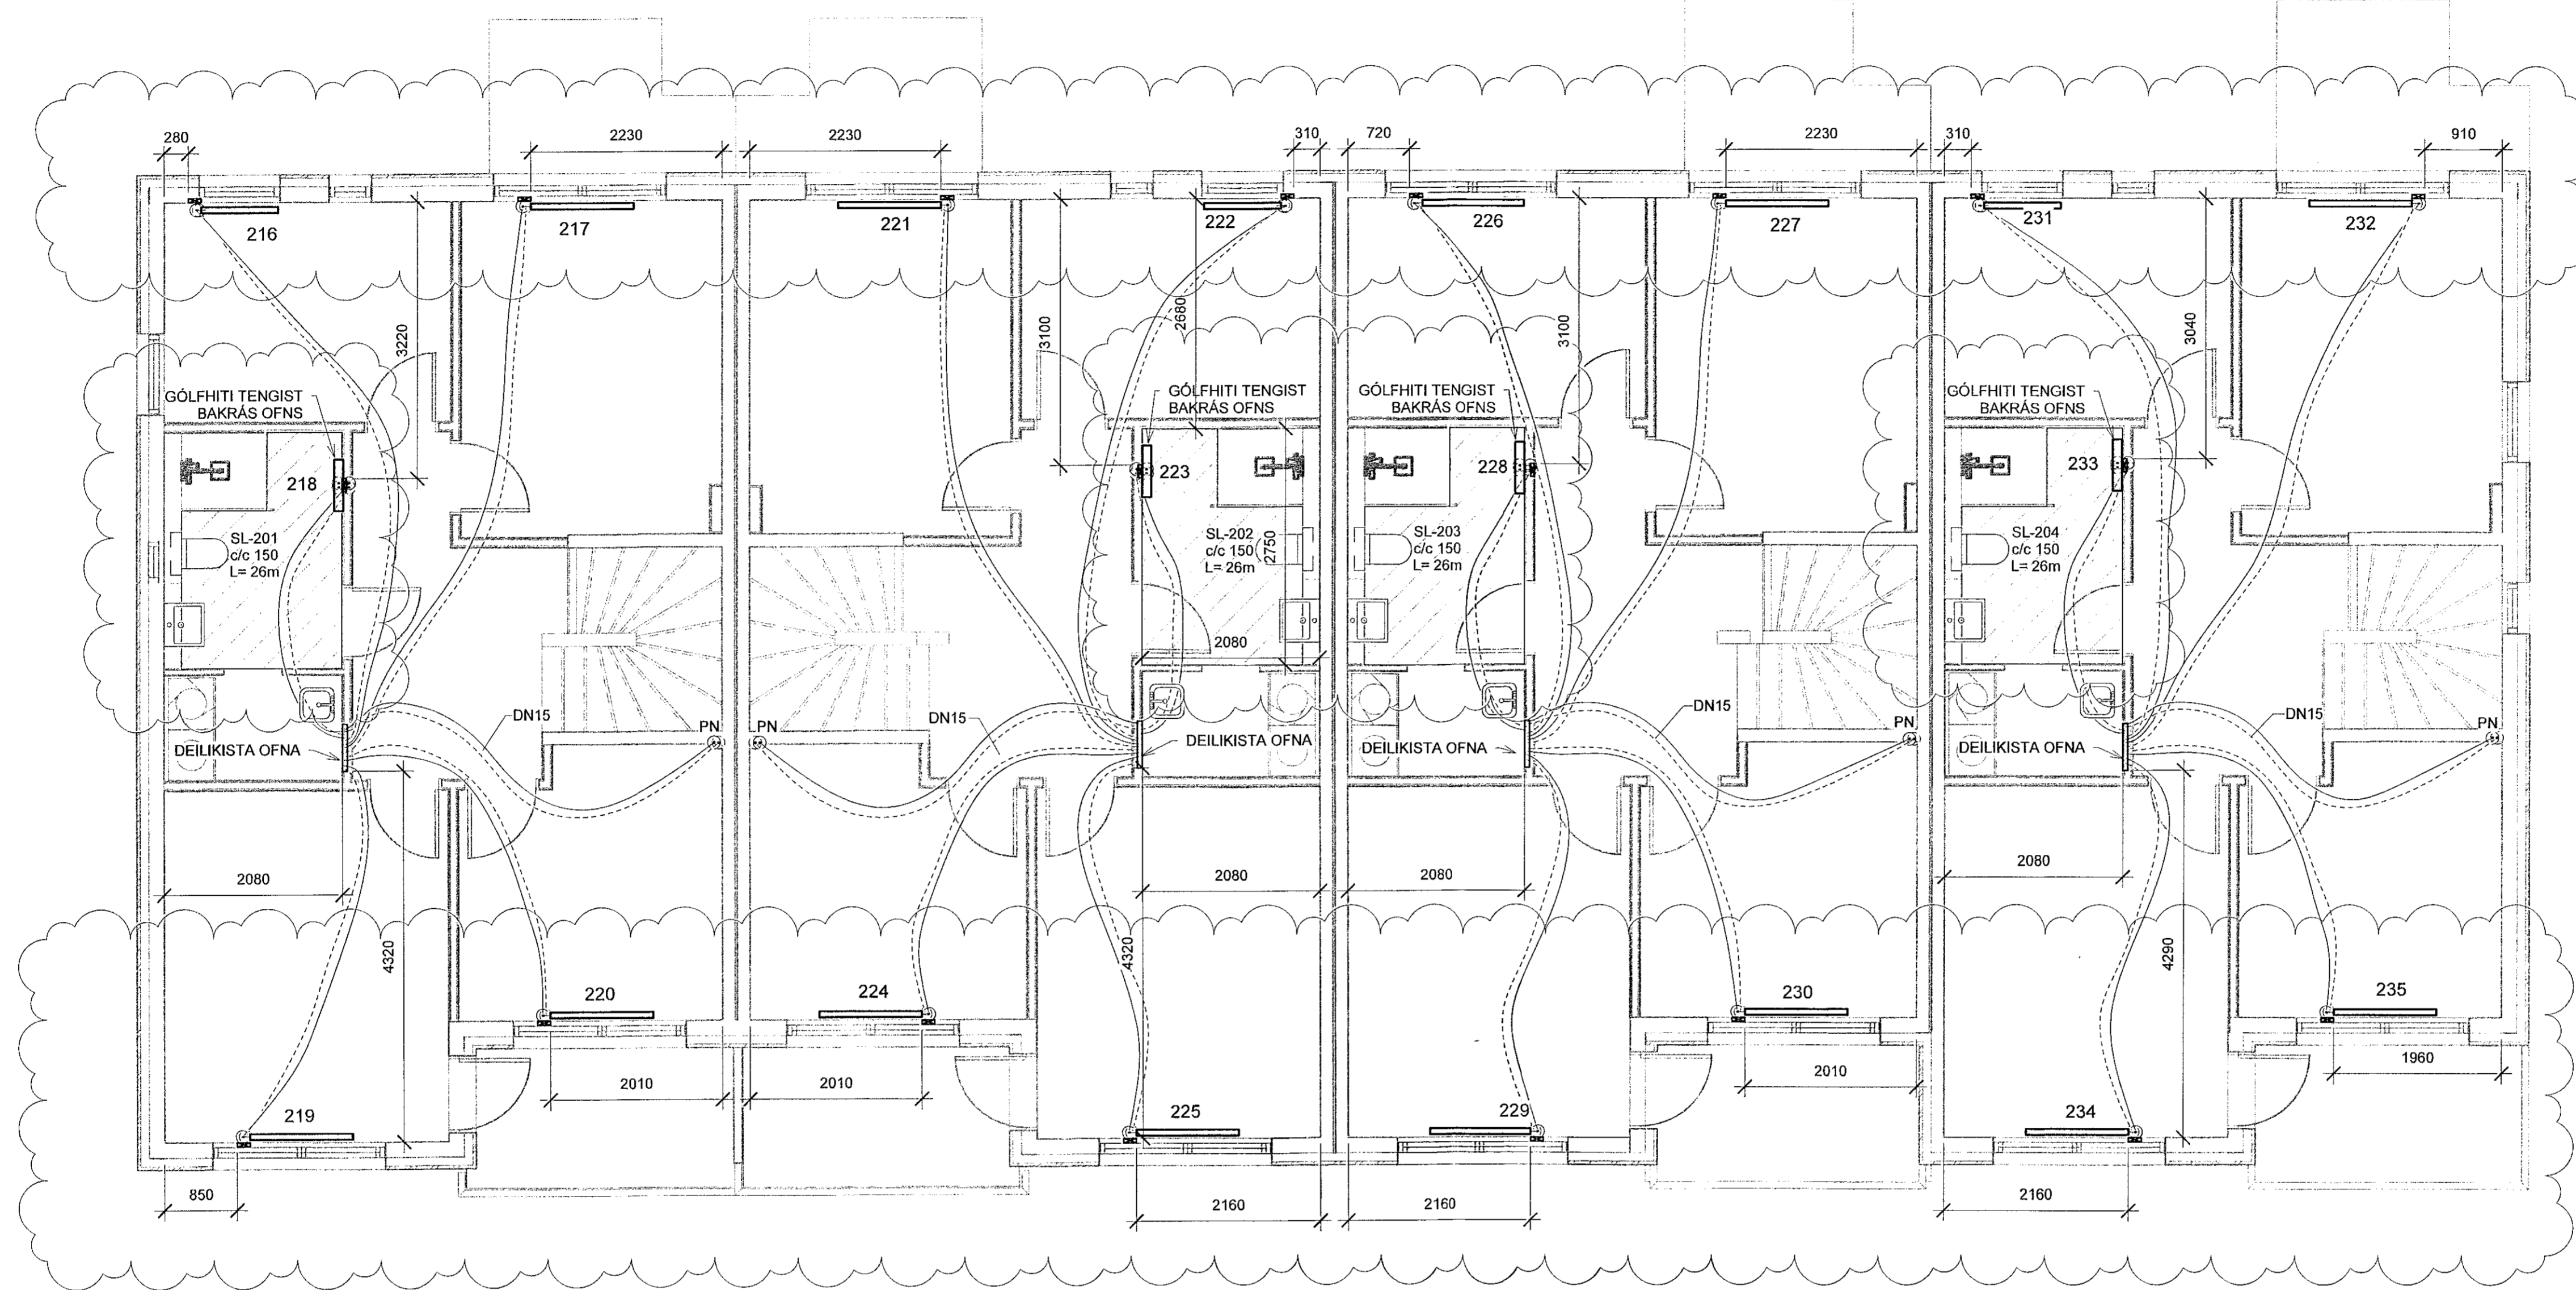 280
2230
2230
310
720
2230
310
910
216
217
221
222
226
227
231
232
3220
3100
2680
3100
3040
GÓLFHITI TENGIST
BAKRÁS OFNS
GÓLFHITI TENGIST
BAKRÁS OFNS
GÓLFHITI TENGIST
BAKRÁS OFNS
GÓLFHITI TENGIST
BAKRÁS OFNS
218
223
228
233
SL-201
c/c 150
L= 26m
SL-202
c/c 150
L= 26m
2750
SL-203
c/c 150
L= 26m
SL-204
c/c 150
L= 26m
2080
DN15
PN
PN
DN15
DN15
PN
DN15
PN
DEILIKISTA OFNA
DEILIKISTA OFNA
DEILIKISTA OFNA
DEILIKISTA OFNA
2080
2080
2080
2080
4320
4320
4290
220
224
230
235
2010
2010
2010
1960
219
225
229
234
850
2160
2160
2160